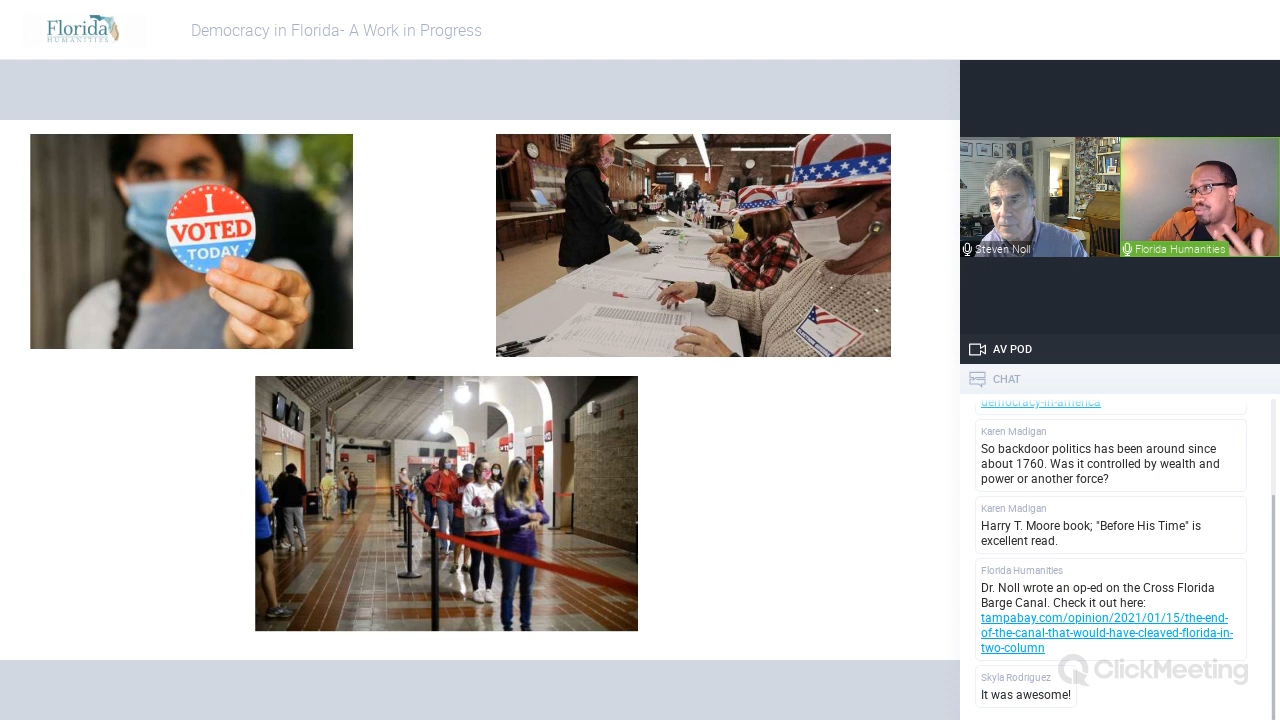 Florida
HUMANITIES
Democracy in Florida- A Work in Progress
I
VOTED
TODAY
Steven Noll
Florida Humanities
AV POD
CHAT
democracy-in-america
Karen Madigan
So backdoor politics has been around since
about 1760. Was it controlled by wealth and
power or another force?
Karen Madigan
Harry T. Moore book; "Before His Time" is
excellent read.
Florida Humanities
Dr. Noll wrote an op-ed on the Cross Florida
Barge Canal. Check it out here:
tampabay.com/opinion/2021/01/15/the-end-
of-the-canal-that-would-have-cleaved-florida-in-
two-column
Skyla Rodriguez
It was awesome!
ClickMeeting